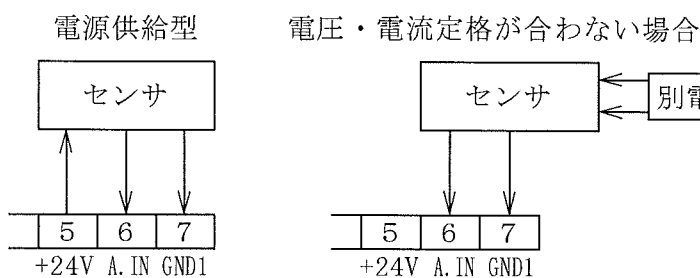 電源供給型
電圧・電流定格が合わない場合
センサ
センサ
別電
5 6 7
5 6 7
+24V A.IN GND1
+24V A.IN GND1